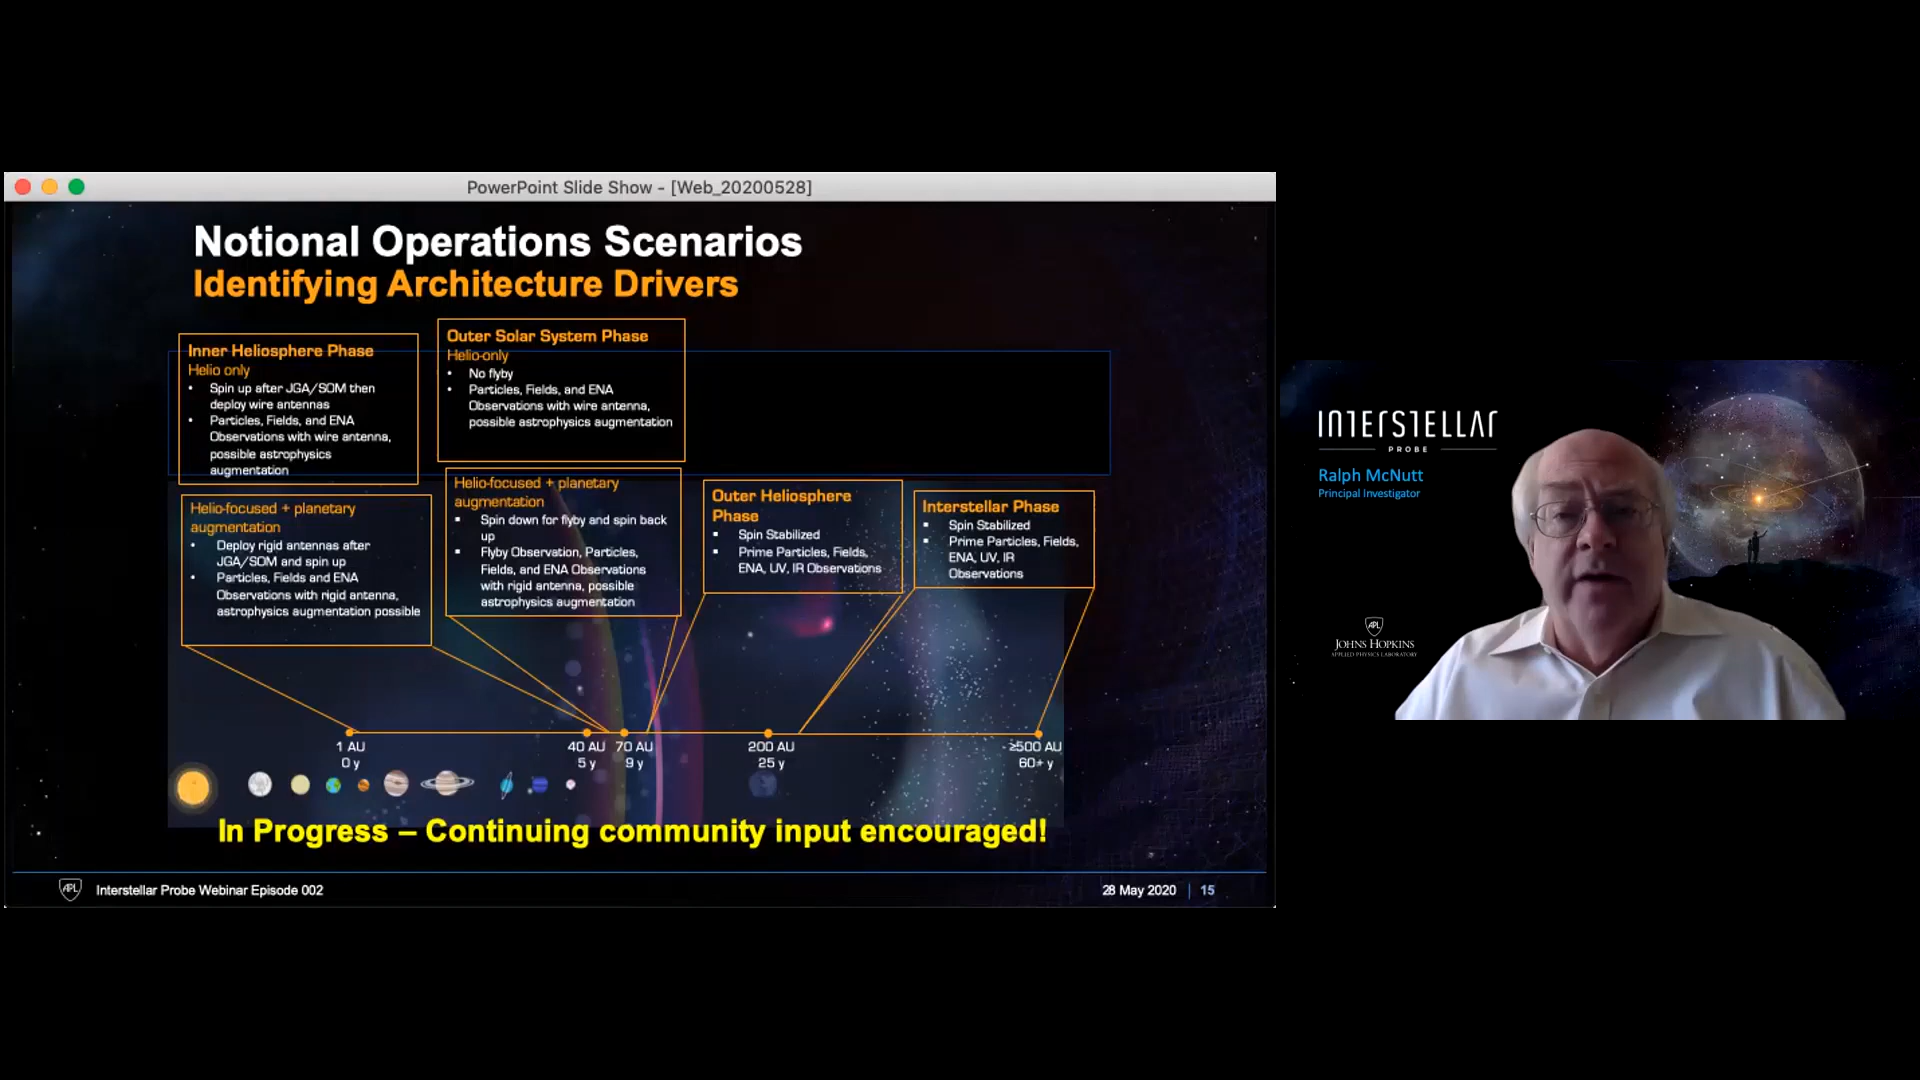 PowerPoint Slide Show - [Web_20200528]
Notional Operations Scenarios
Identifying Architecture Drivers
Inner Heliosphere Phase
Helio only
• Spin up after JGA/SOM then
deploy wire antennas
• Particles, Fields, and ENA
Observations with wire antenna,
possible astrophysics
augmentation
Outer Solar System Phase
Helio-only
• No flyby
• Particles, Fields, and ENA
Observations with wire antenna,
possible astrophysics augmentation
Helio-focused + planetary
augmentation
• Deploy rigid antennas after
JGA/SOM and spin up
• Particles, Fields and ENA
Observations with rigid antenna,
astrophysics augmentation possible
Helio-focused + planetary
augmentation
▪ Spin down for flyby and spin back
up
▪ Flyby Observation, Particles,
Fields, and ENA Observations
with rigid antenna, possible
astrophysics augmentation
Outer Heliosphere
Phase
▪ Spin Stabilized
▪ Prime Particles, Fields,
ENA, UV, IR Observations
Interstellar Phase
▪ Spin Stabilized
▪ Prime Particles, Fields,
ENA, UV, IR
Observations
1 AU
0 y
40 AU
5 y
70 AU
9 y
200 AU
25 y
≥500 AU
60+ y
In Progress – Continuing community input encouraged!
APL
Interstellar Probe Webinar Episode 002
28 May 2020 | 15
INTERSTELLAR
PROBE
Ralph McNutt
Principal Investigator
APL
JOHNS HOPKINS
APPLIED PHYSICS LABORATORY